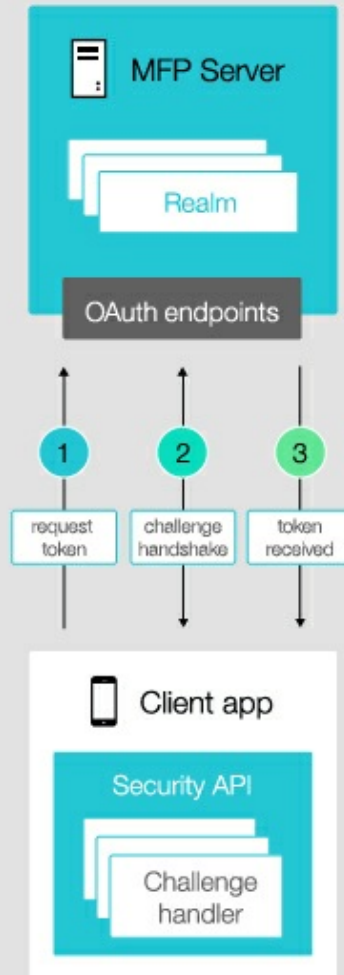 MFP Server
Realm
OAuth endpoints
1
2
3
request
token
challenge
handshake
token
received
Client app
Security API
Challenge
handler